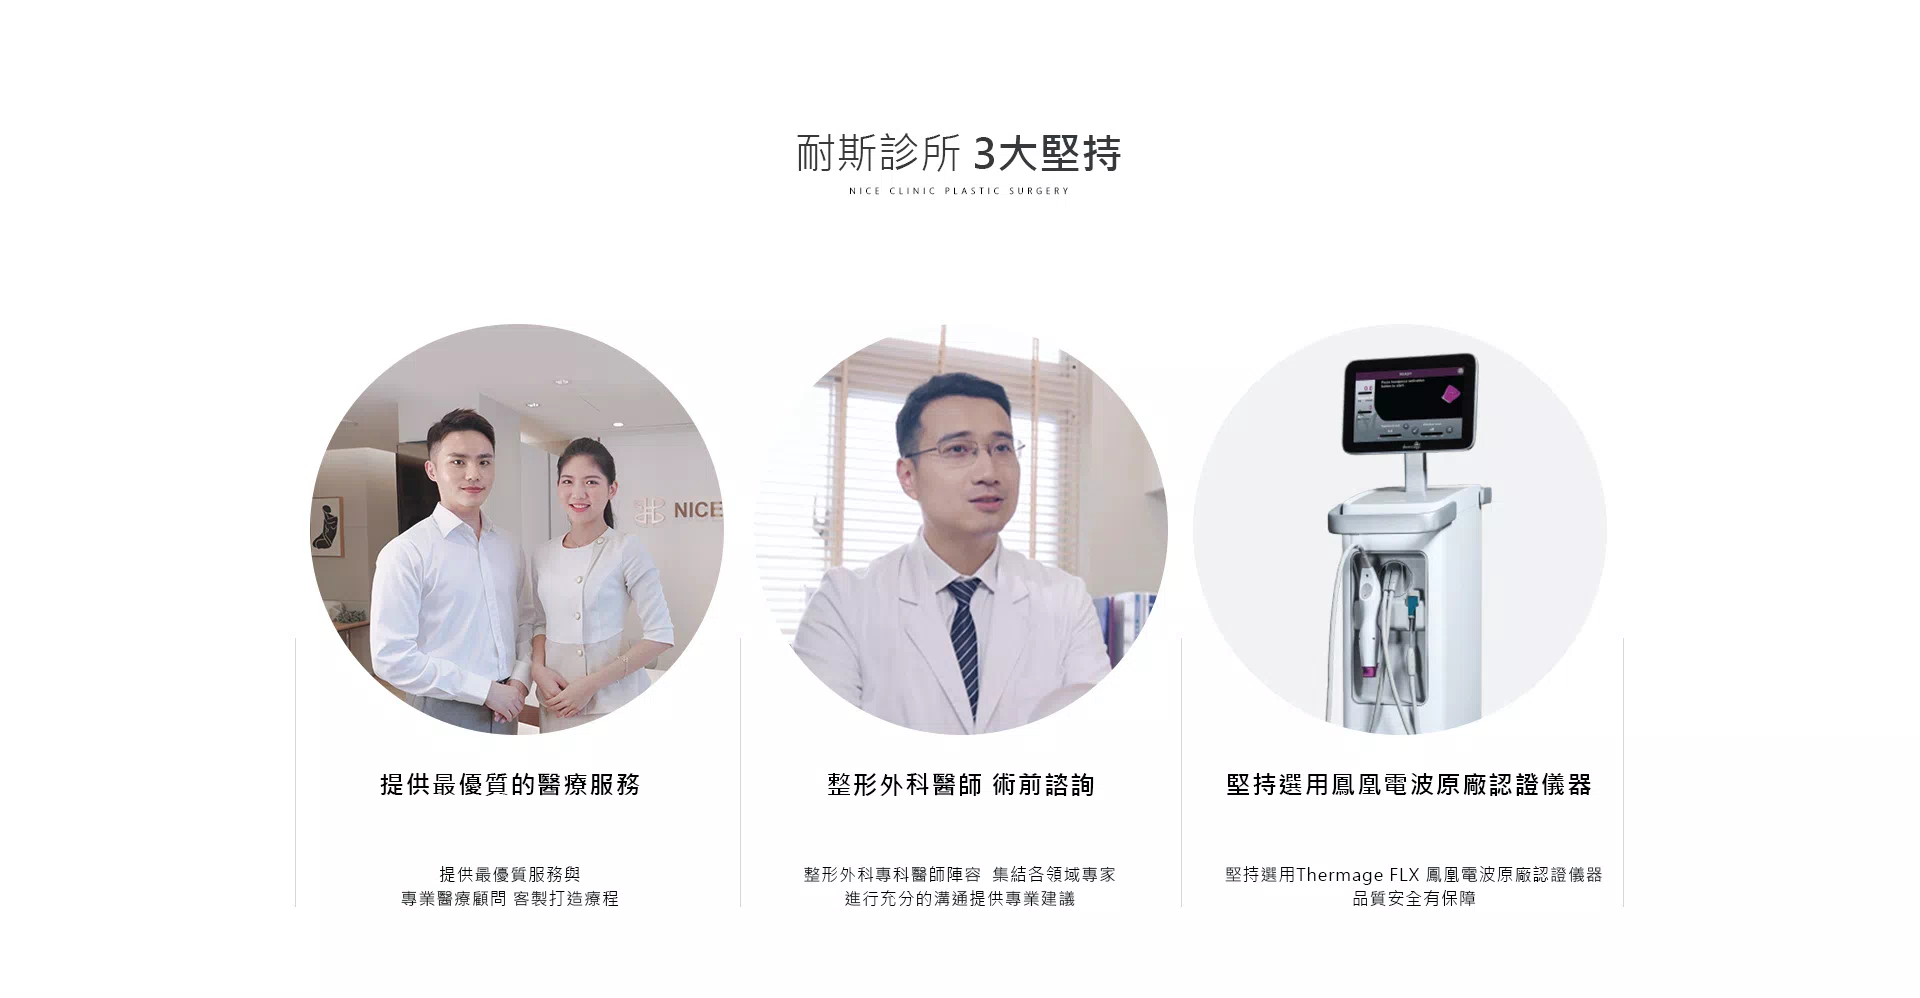 耐斯診所 3大堅持
NICE CLINIC PLASTIC SURGERY
NICE
提供最優質的醫療服務
提供最優質服務與
專業醫療顧問 客製打造療程
整形外科醫師 術前諮詢
整形外科專科醫師陣容 集結各領域專家
進行充分的溝通提供專業建議
堅持選用鳳凰電波原廠認證儀器
堅持選用Thermage FLX 鳳凰電波原廠認證儀器
品質安全有保障